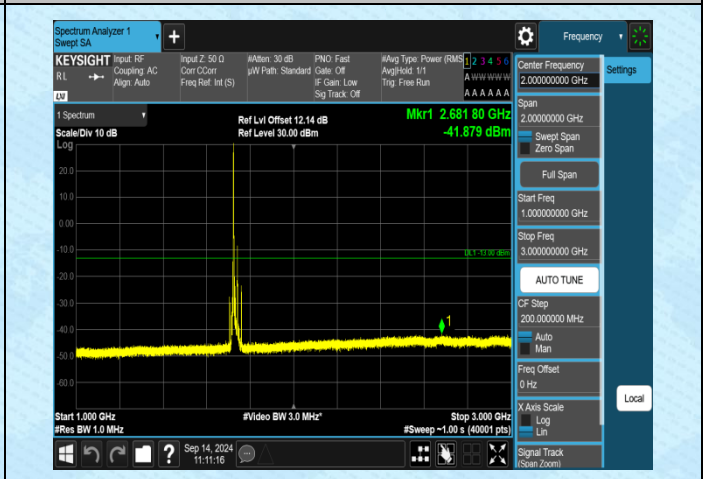 Spectrum Analyzer 1
Swept SA
Frequency
KEYSIGHT
RL
LXI
Input: RF
Coupling: AC
Align: Auto
Input Z: 50 Ω
Corr CCorr
Freq Ref: Int (S)
#Atten: 30 dB
µW Path: Standard
PNO: Fast
Gate: Off
IF Gain: Low
Sig Track: Off
#Avg Type: Power (RMS
Avg|Hold: 1/1
Trig: Free Run
1 2 3 4 5 6
A W W W W W
A A A A A A
1 Spectrum
Scale/Div 10 dB
Log
Ref Lvl Offset 12.14 dB
Ref Level 30.00 dBm
Mkr1 2.681 80 GHz
-41.879 dBm
20.0
10.0
0.00
-10.0
DL1 -13.00 dBm
-20.0
-30.0
-40.0
1
-50.0
-60.0
Start 1.000 GHz
#Res BW 1.0 MHz
#Video BW 3.0 MHz*
Stop 3.000 GHz
#Sweep ~1.00 s (40001 pts)
?
Sep 14, 2024
11:11:16
Center Frequency
2.000000000 GHz
Settings
Span
2.00000000 GHz
Swept Span
Zero Span
Full Span
Start Freq
1.000000000 GHz
Stop Freq
3.000000000 GHz
AUTO TUNE
CF Step
200.000000 MHz
Auto
Man
Freq Offset
0 Hz
X Axis Scale
Log
Lin
Signal Track
(Span Zoom)
Local